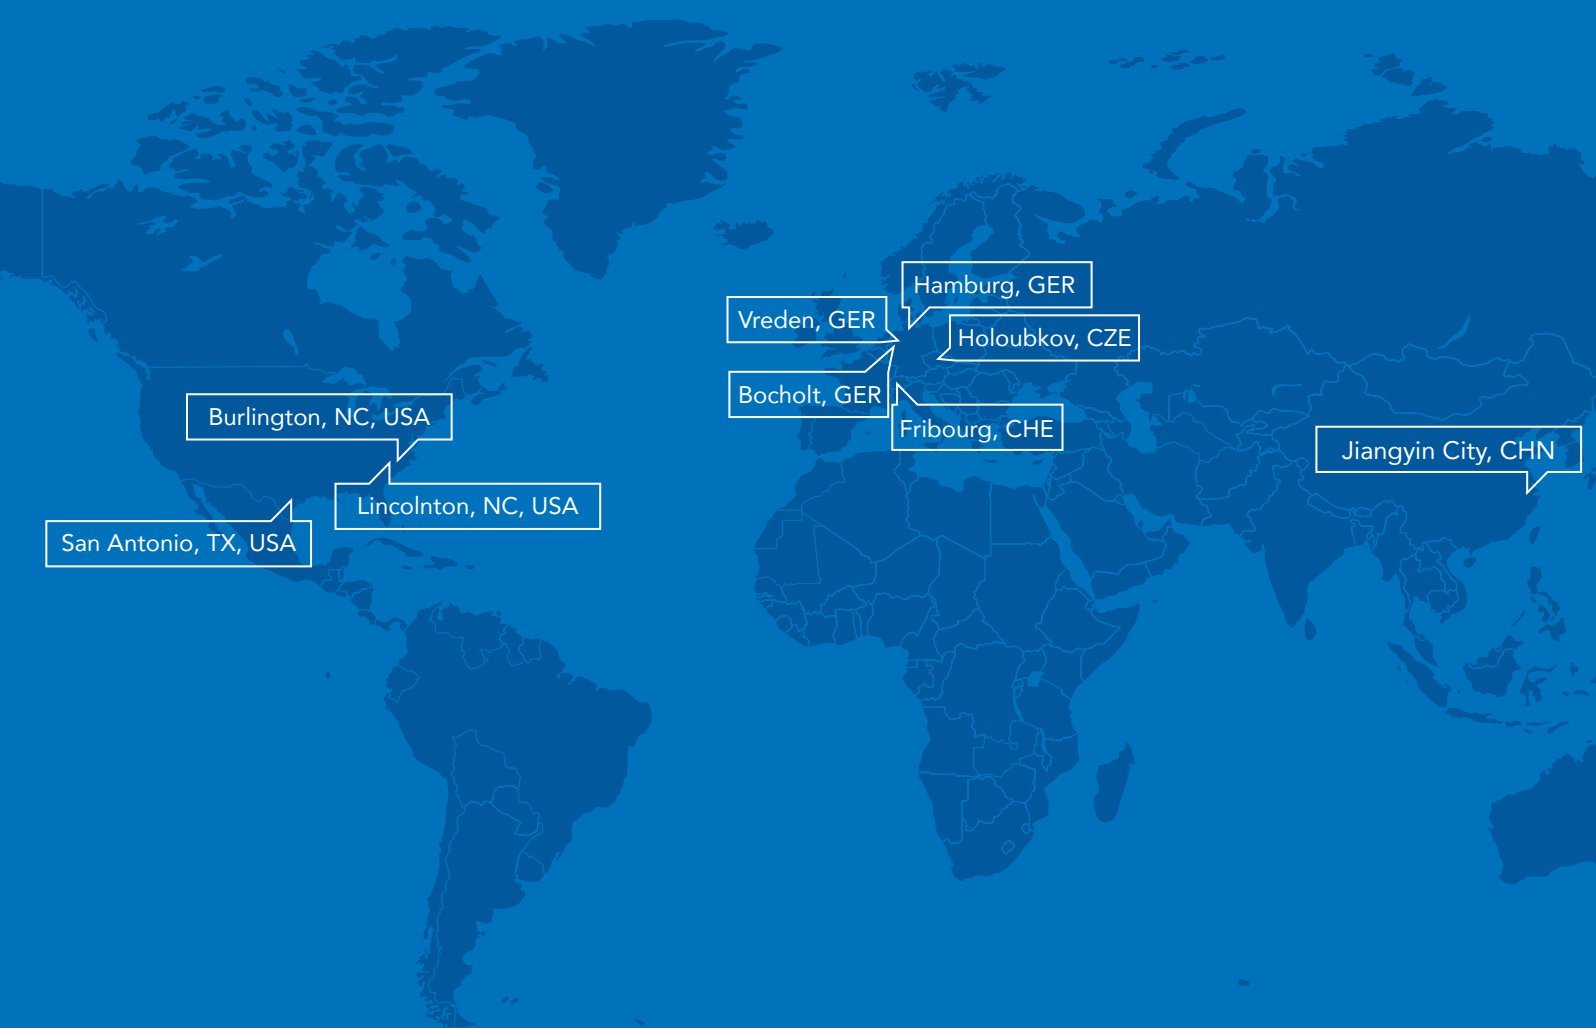 Hamburg, GER
Vreden, GER
Holoubkov, CZE
Bocholt, GER
Fribourg, CHE
Burlington, NC, USA
Lincolnton, NC, USA
San Antonio, TX, USA
Jiangyin City, CHN